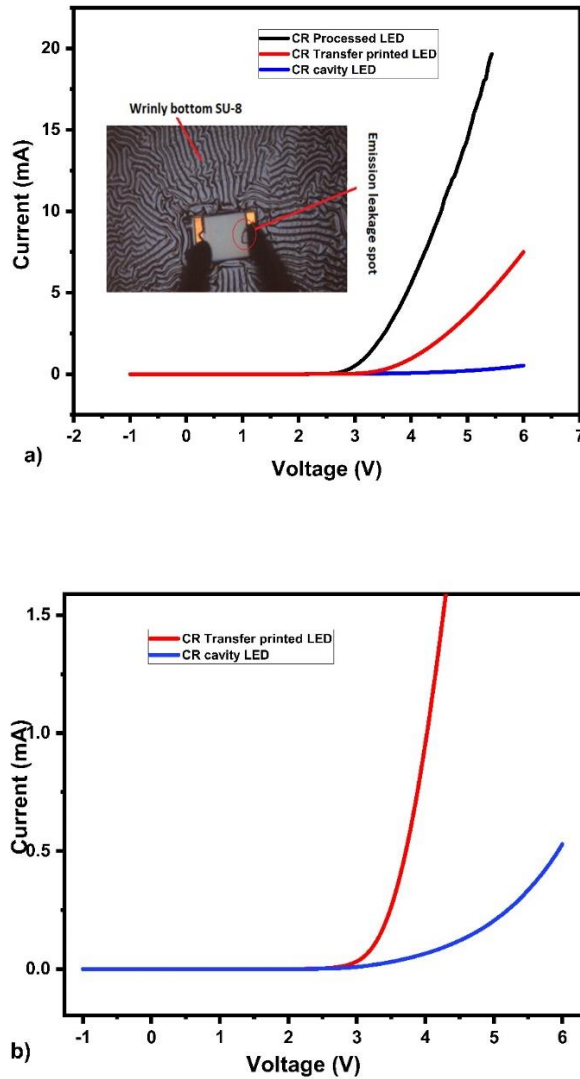 20
15
10
5
0
Current (mA)
CR Processed LED
CR Transfer printed LED
CR cavity LED
Wrinly bottom SU-8
Emission leakage spot
-2 -1 0 1 2 3 4 5 6 7
Voltage (V)
a)
1.5
1.0
0.5
0.0
Current (mA)
CR Transfer printed LED
CR cavity LED
-1 0 1 2 3 4 5 6
Voltage (V)
b)